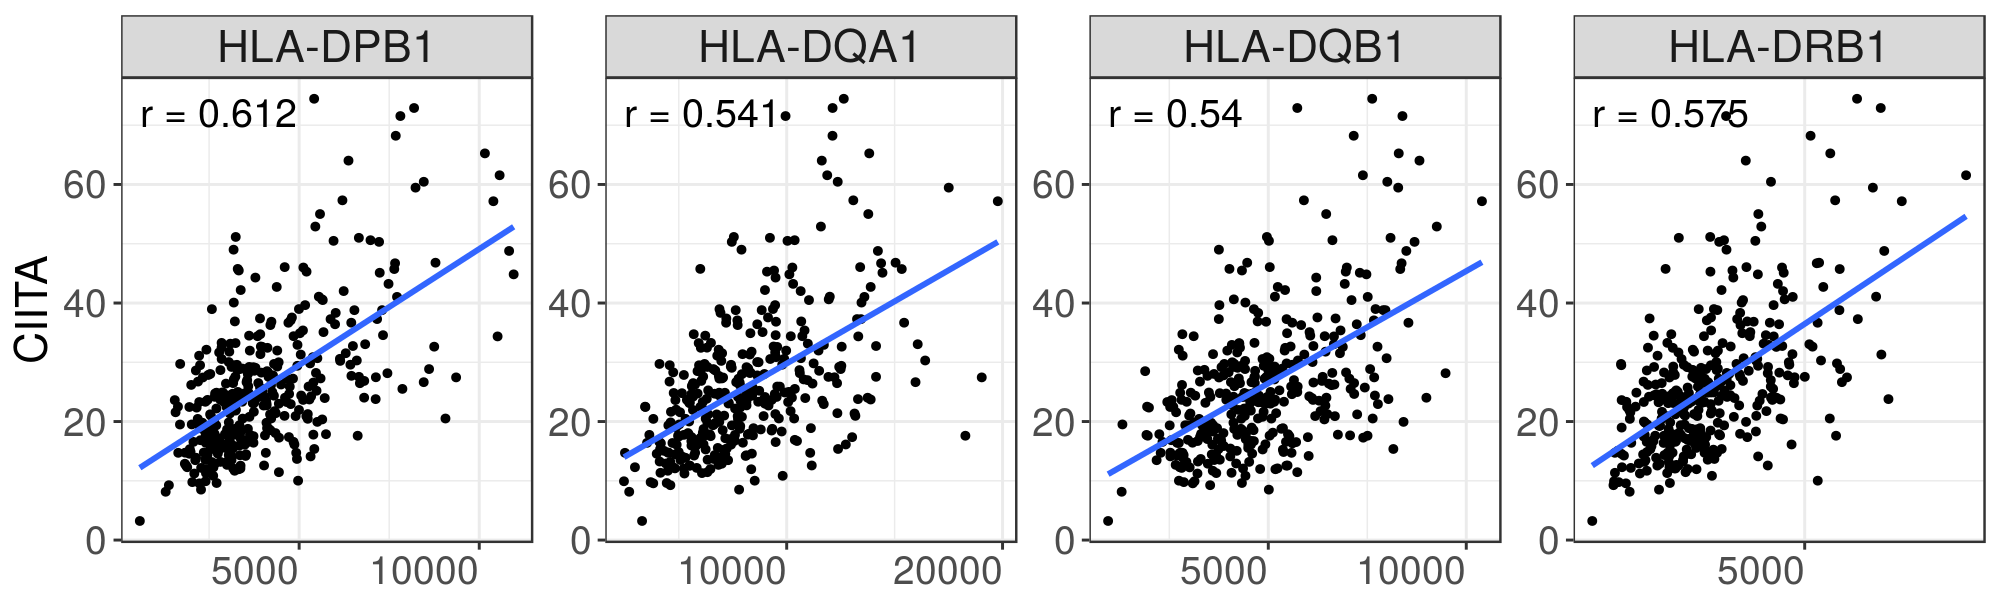 HLA-DPB1 HLA-DQA1 HLA-DQB1 HLA-DRB1
r = 0.612 r = 0.541 r = 0.54 r = 0.575
CIITA
60 60 60 60
40 40 40 40
20 20 20 20
0 0 0 0
5000 10000 10000 20000 5000 10000 5000